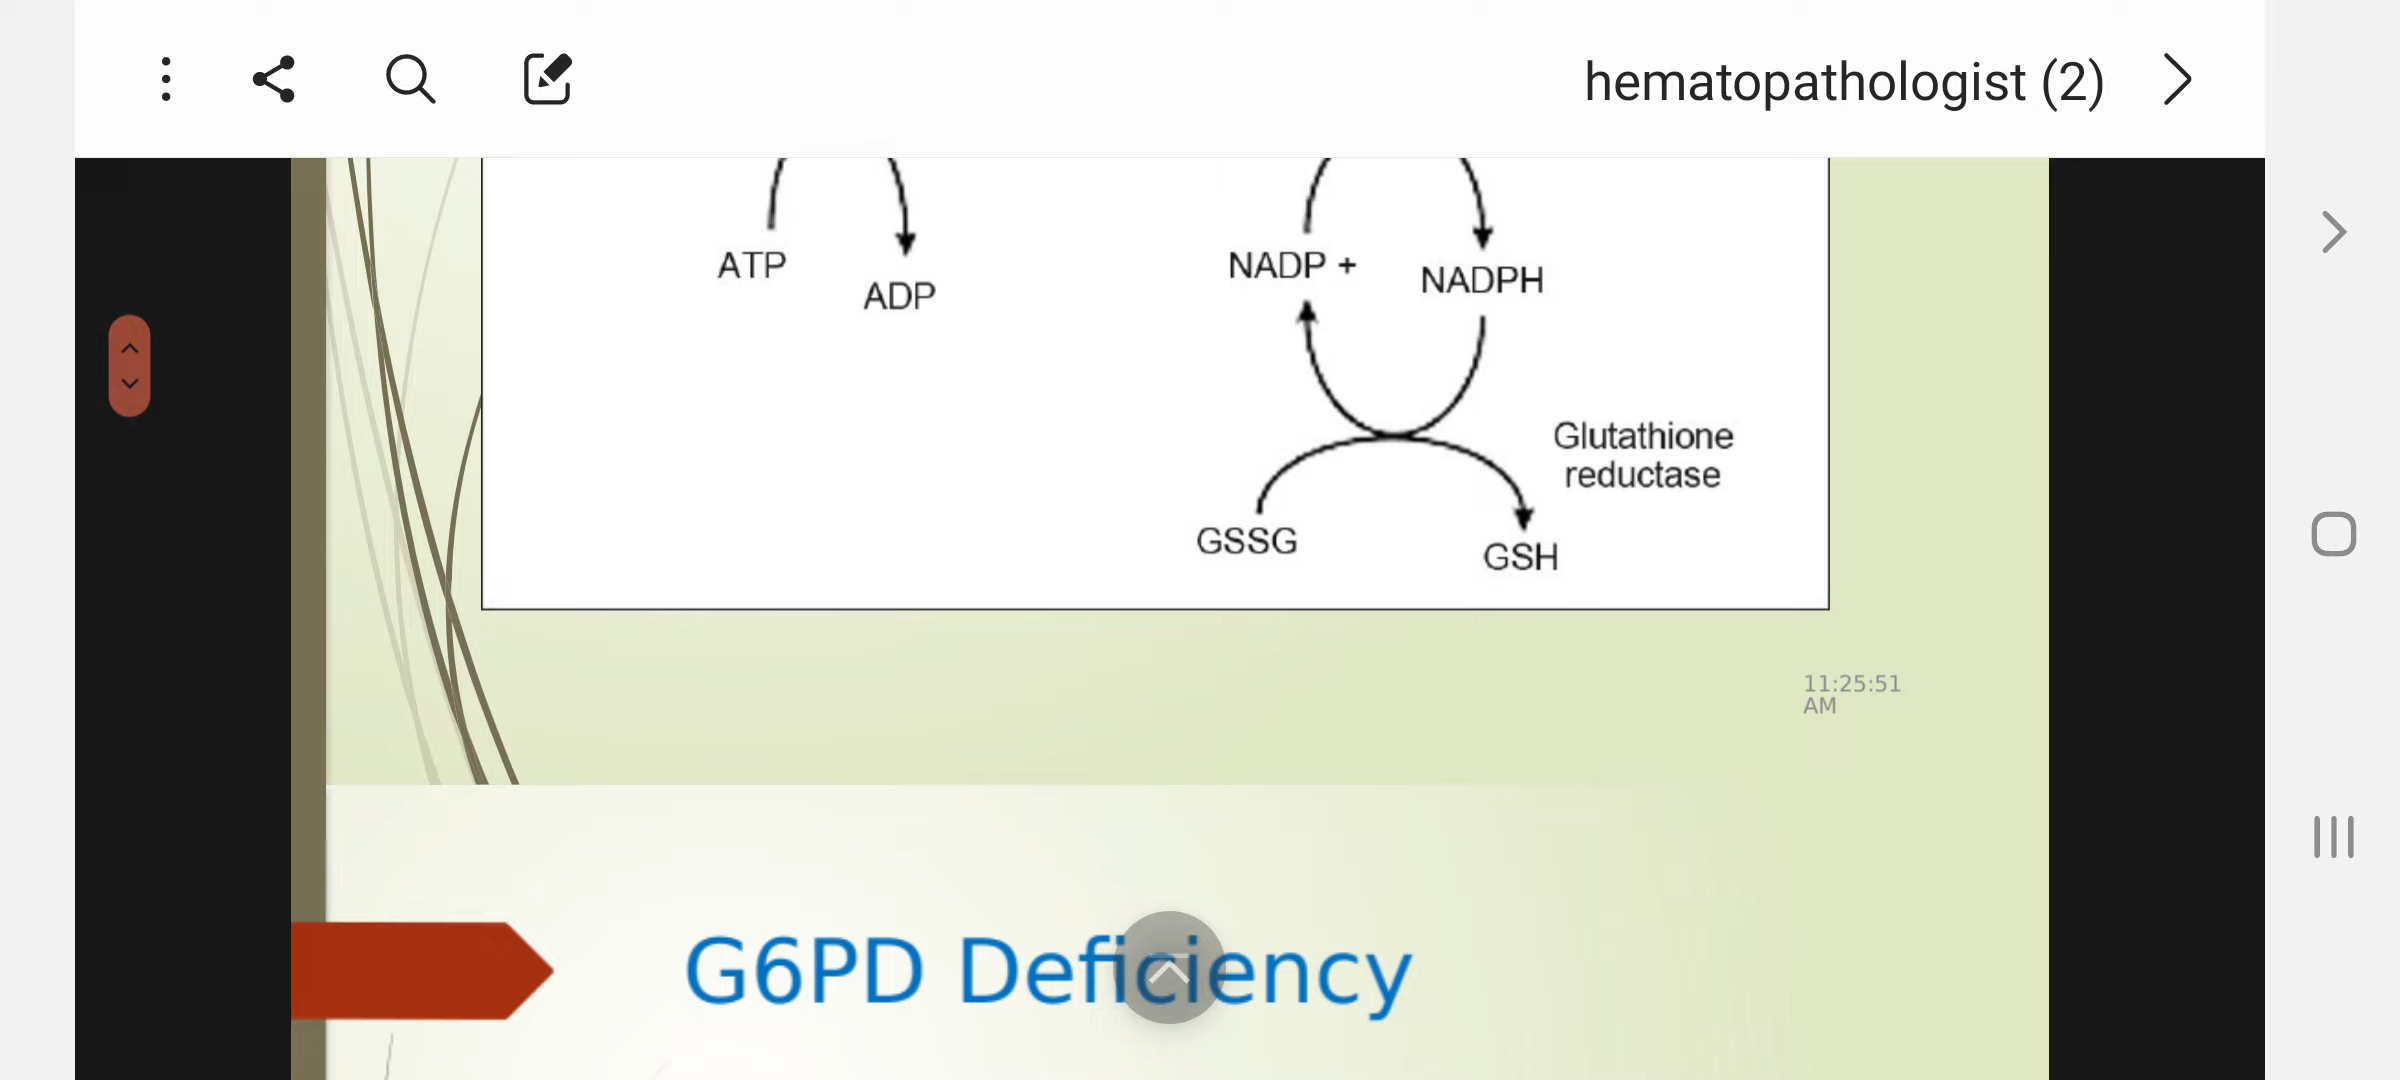 hematopathologist (2)
ATP
ADP
NADP +
NADPH
Glutathione
reductase
GSSG
GSH
11:25:51
AM
G6PD Deficiency